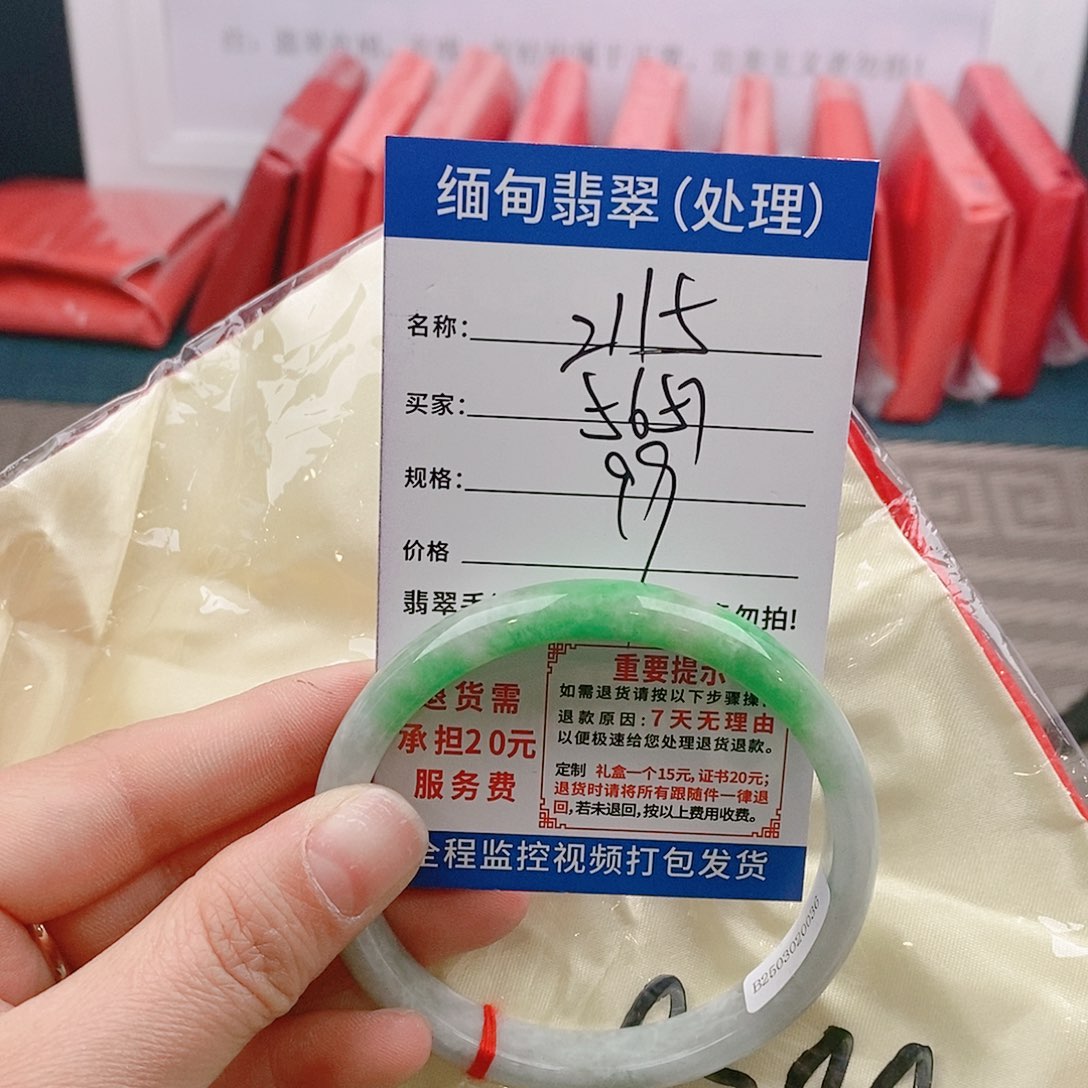 缅甸翡翠(处理)
名称: 2115
买家: 5657
规格: 99
价格
翡翠手 勿拍!
退货需
承担20元
服务费
重要提示
如需退货请按以下步骤操
退款原因:7天无理由
以便极速给您处理退货退款。
定制 礼盒一个15元,证书20元;
退货时请将所有跟随件一律退
回,若未退回,按以上费用收费。
全程监控视频打包发货
B2503020036